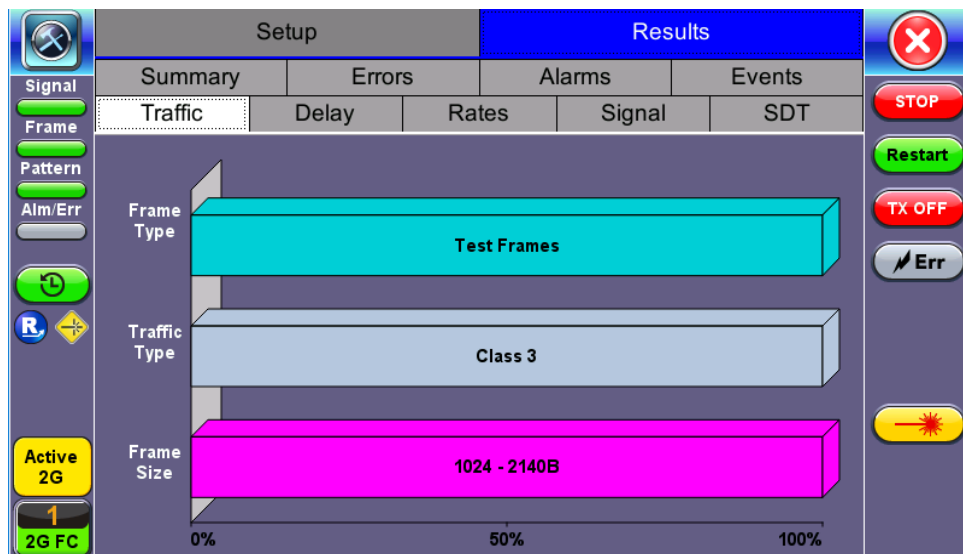 Setup
Results
Summary
Errors
Alarms
Events
Traffic
Delay
Rates
Signal
SDT
Signal
Frame
Pattern
Alm/Err
R
Active
2G
1
2G FC
Frame
Type
Test Frames
Traffic
Type
Class 3
Frame
Size
1024 - 2140B
0%
50%
100%
STOP
Restart
TX OFF
Err